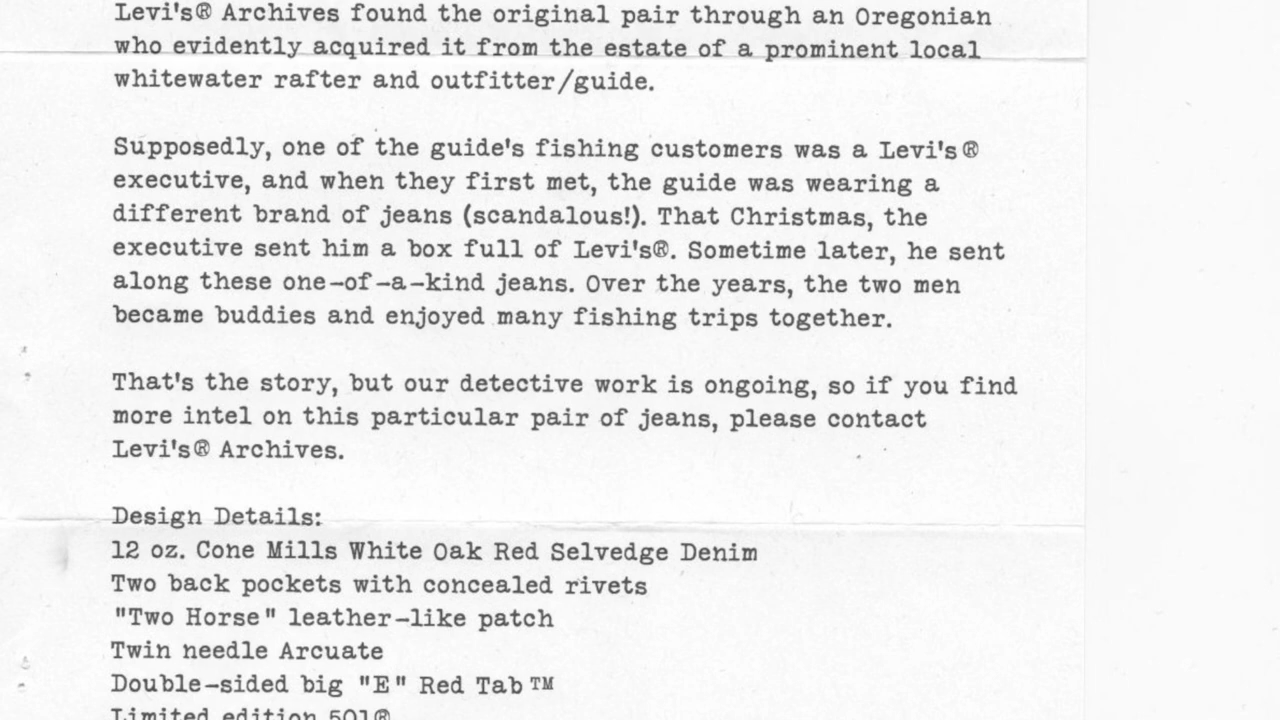 Levi's® Archives found the original pair through an Oregonian
who evidently acquired it from the estate of a prominent local
whitewater rafter and outfitter/guide.
Supposedly, one of the guide's fishing customers was a Levi's®
executive, and when they first met, the guide was wearing a
different brand of jeans (scandalous!). That Christmas, the
executive sent him a box full of Levi's®. Sometime later, he sent
along these one-of-a-kind jeans. Over the years, the two men
became buddies and enjoyed many fishing trips together.
That's the story, but our detective work is ongoing, so if you find
more intel on this particular pair of jeans, please contact
Levi's® Archives.
Design Details:
12 oz. Cone Mills White Oak Red Selvedge Denim
Two back pockets with concealed rivets
"Two Horse" leather-like patch
Twin needle Arcuate
Double-sided big "E" Red Tab™
Limited edition 501®